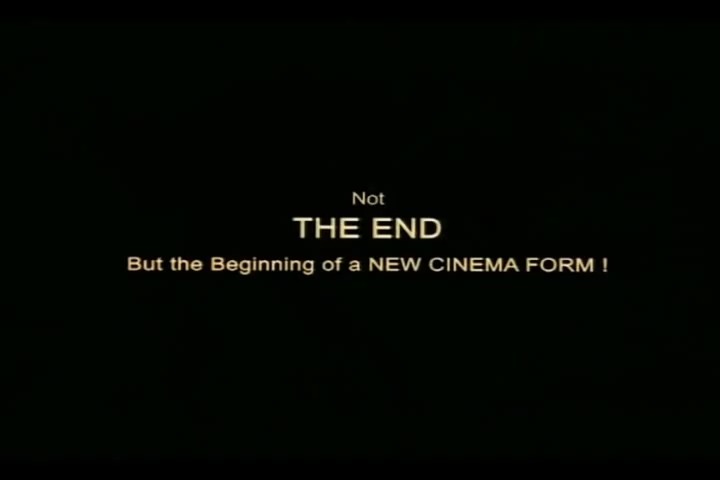 Not
THE END
But the Beginning of a NEW CINEMA FORM !